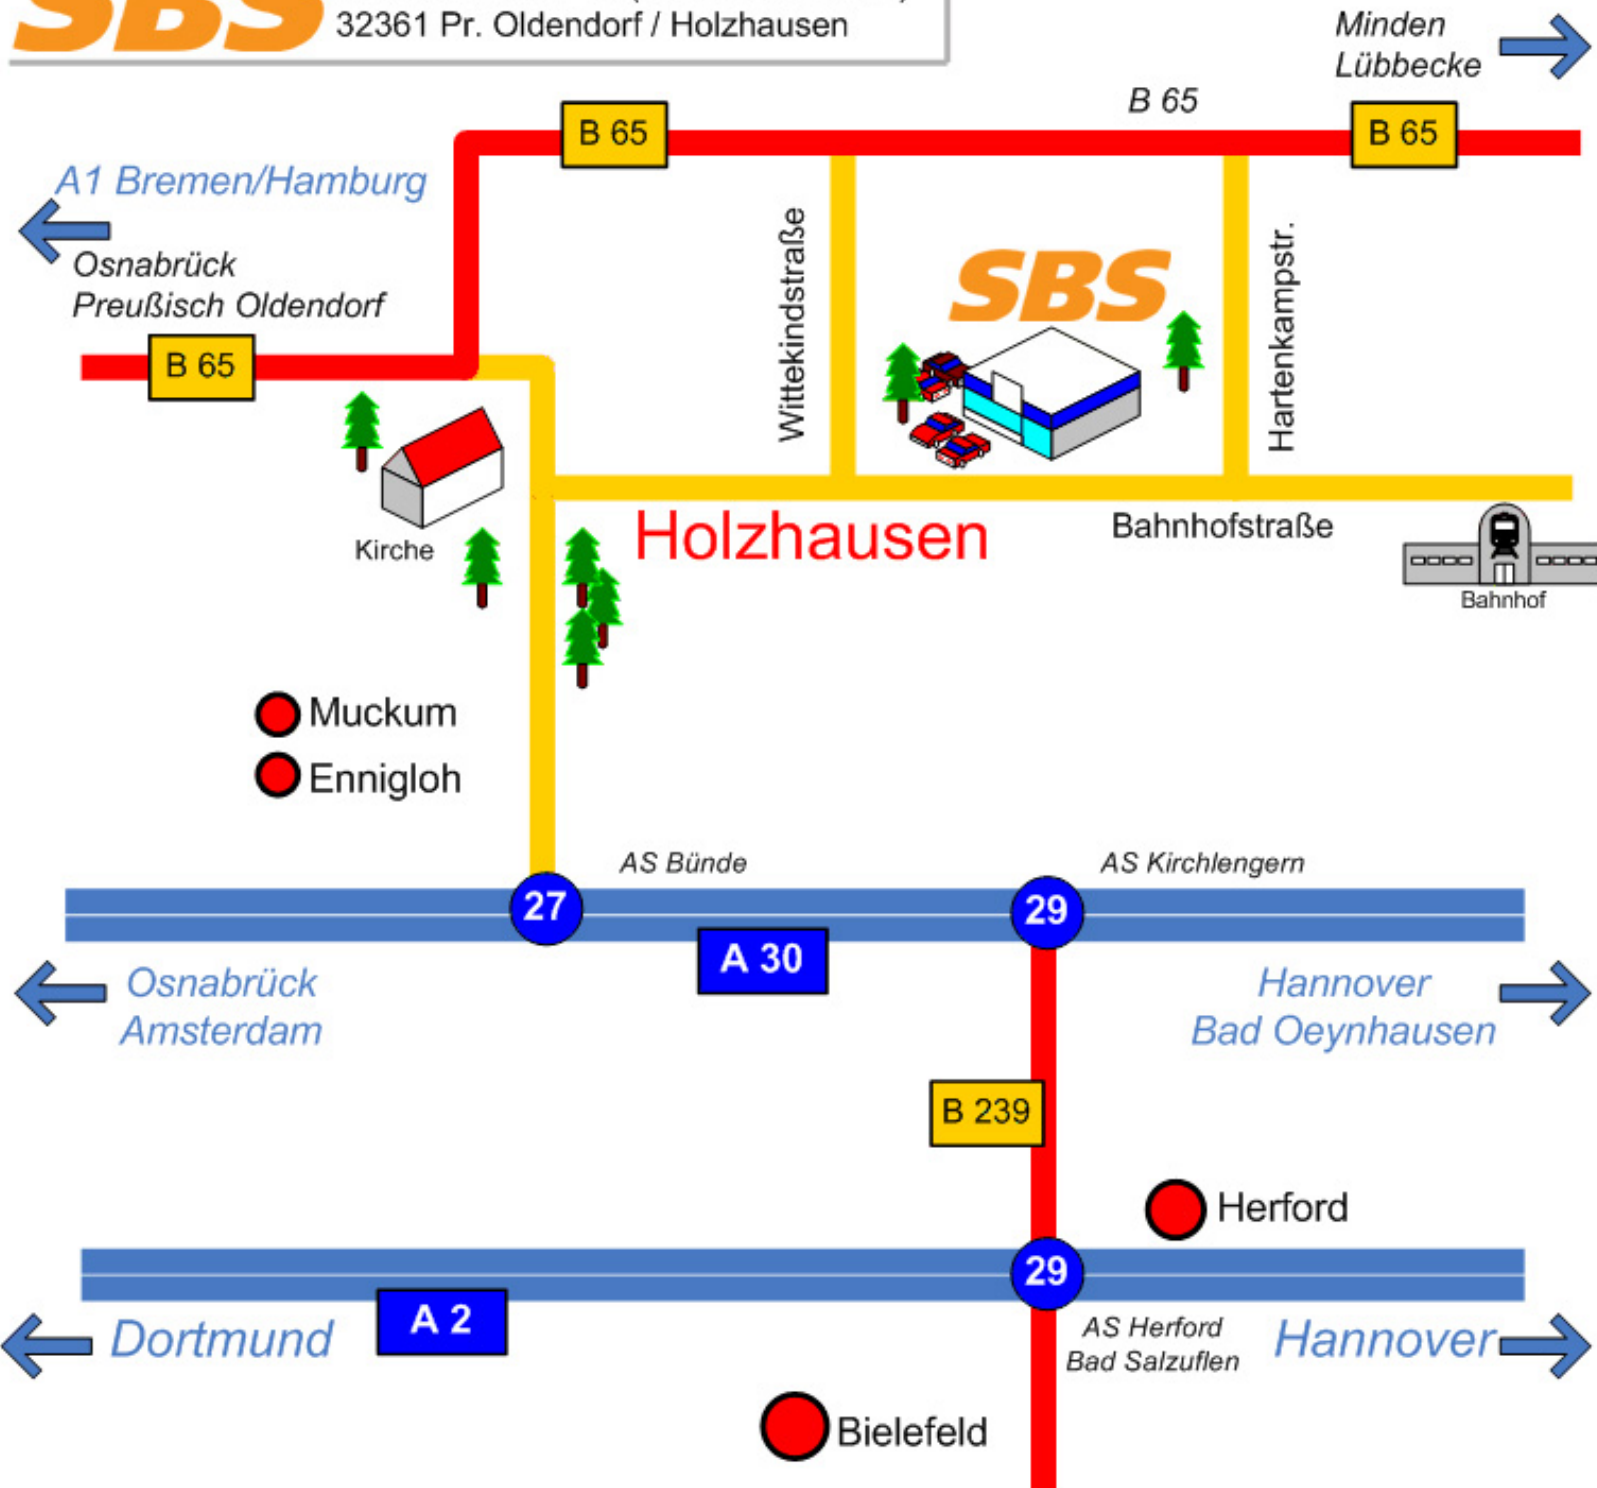 SBS
32361 Pr. Oldendorf / Holzhausen
Minden
Lübbecke
B 65
B 65
B 65
A1 Bremen/Hamburg
Osnabrück
Preußisch Oldendorf
B 65
Wittekindstraße
SBS
Hartenkampstr.
Kirche
Holzhausen
Bahnhofstraße
Bahnhof
Muckum
Ennigloh
AS Bünde
AS Kirchlengern
27
29
A 30
Osnabrück
Amsterdam
Hannover
Bad Oeynhausen
B 239
Herford
29
A 2
Dortmund
AS Herford
Bad Salzuflen
Hannover
Bielefeld